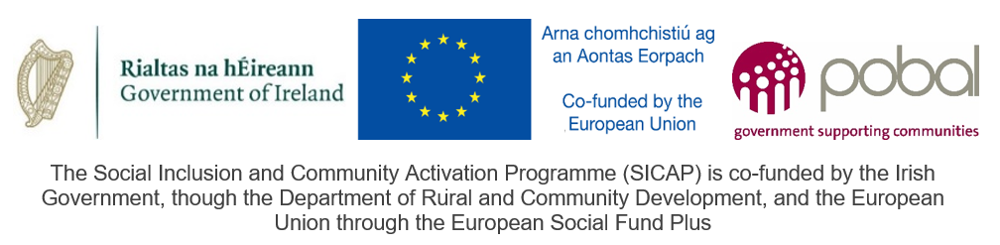 Rialtas na hÉireann
Government of Ireland
Arna chomhchistiú ag
an Aontas Eorpach
Co-funded by the
European Union
pobal
government supporting communities
The Social Inclusion and Community Activation Programme (SICAP) is co-funded by the Irish
Government, though the Department of Rural and Community Development, and the European
Union through the European Social Fund Plus